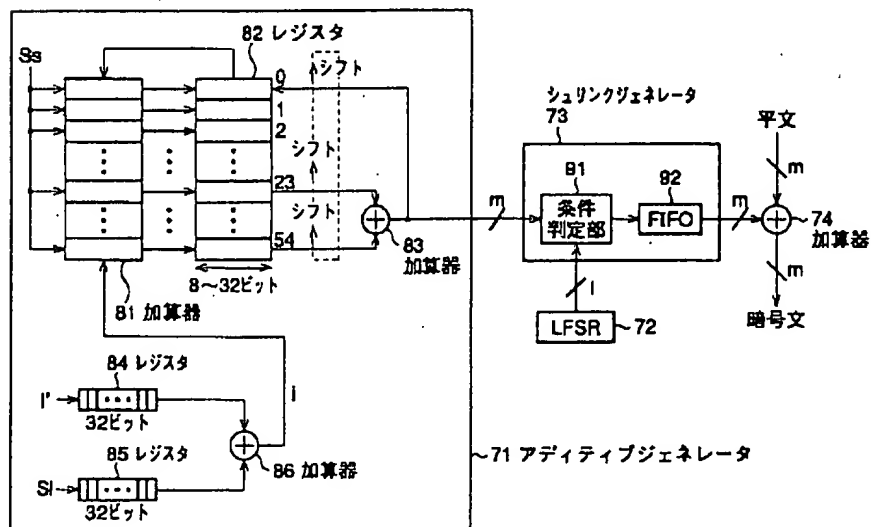 82 レジスタ
Ss
0
1
2
23
54
シフト
シフト
シフト
83
加算器
8～32ビット
81 加算器
84 レジスタ
I'
32ビット
85 レジスタ
SI
32ビット
86 加算器
i
71 アディティブジェネレータ
m
シュリンクジェネレータ
73
91
条件
判定部
92
FIFO
m
l
LFSR
72
平文
m
74
加算器
m
暗号文